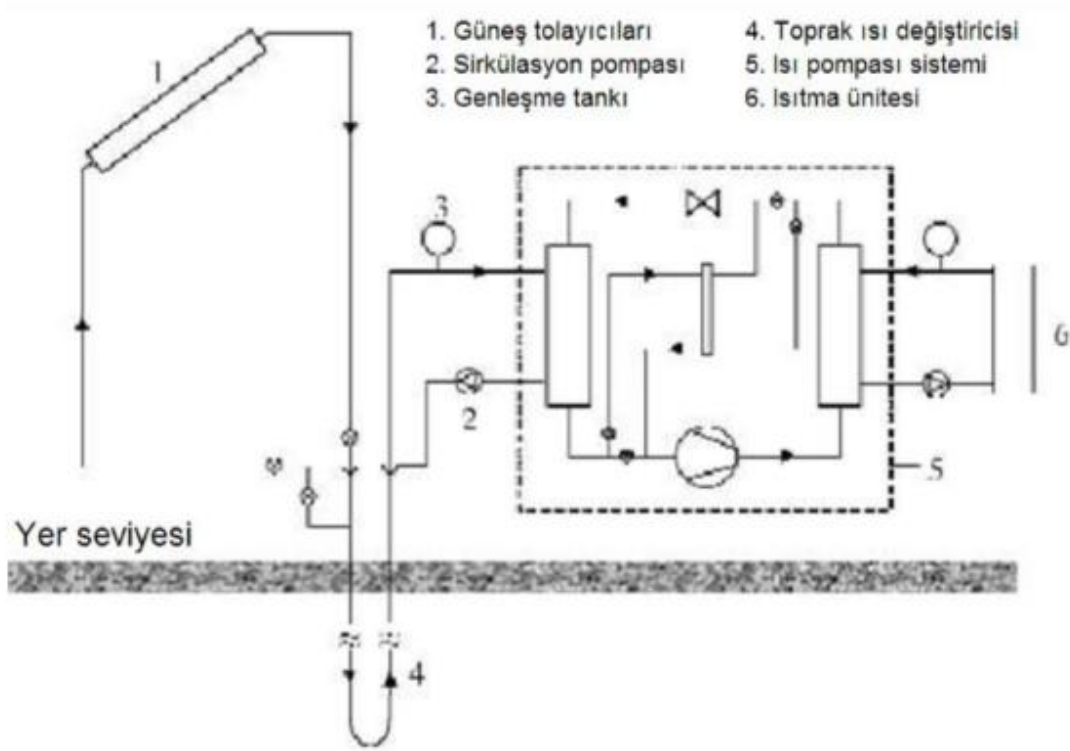 1. Güneş tolayıcıları
2. Sirkülasyon pompası
3. Genleşme tankı
4. Toprak ısı değiştiricisi
5. Isı pompası sistemi
6. Isıtma ünitesi
1
3
2
6
5
Yer seviyesi
4